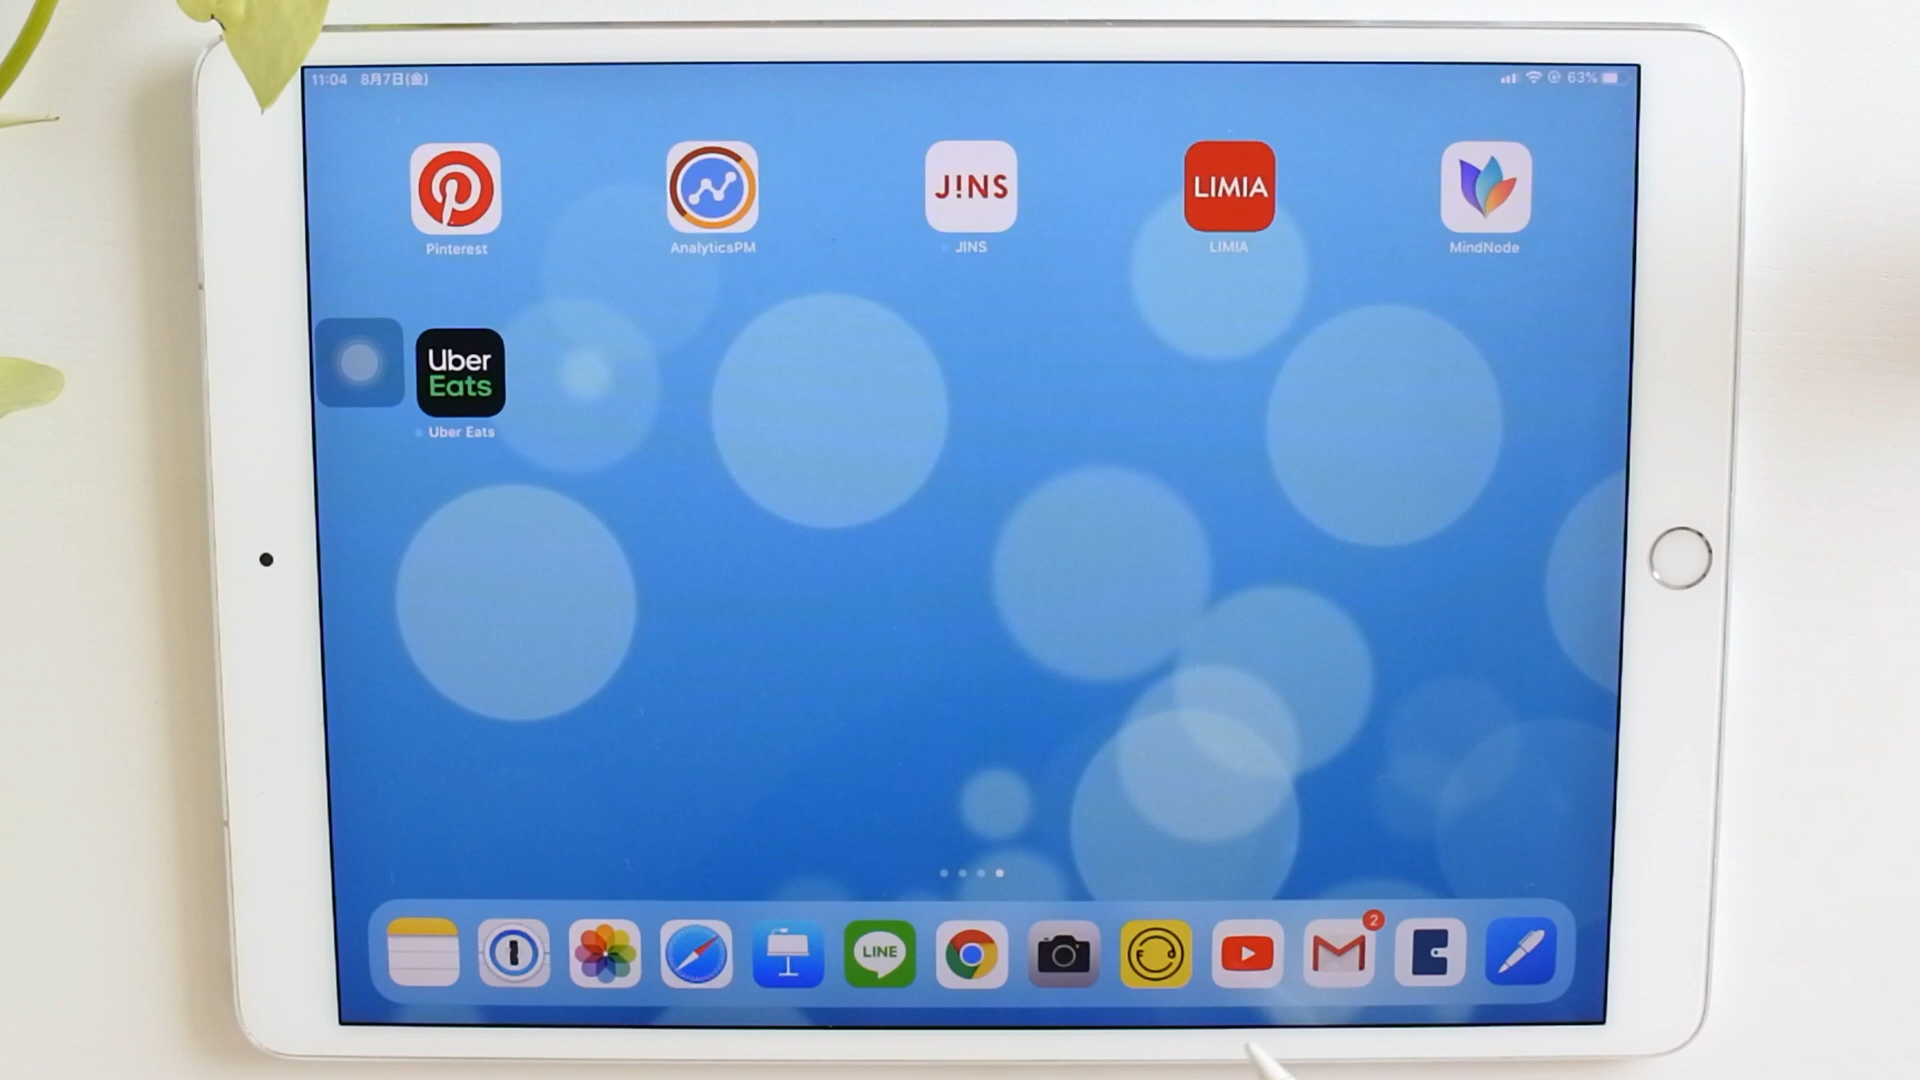 11:04 8月7日(金)
63%
J!NS
LIMIA
Pinterest
AnalyticsPM
JINS
LIMIA
MindNode
Uber
Eats
Uber Eats
LINE
2